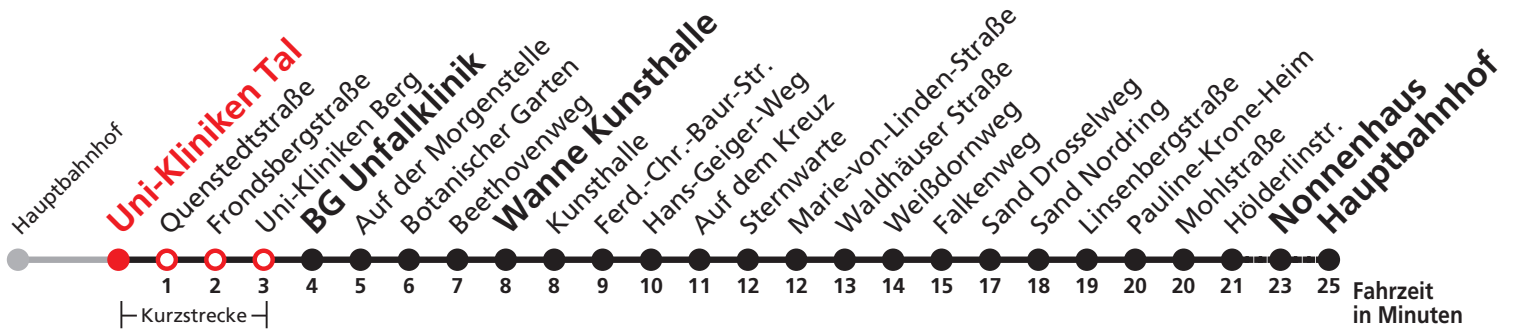 Hauptbahnhof
Uni-Kliniken Tal
Quenstedtstraße
Frondsbergstraße
Uni-Kliniken Berg
BG Unfallklinik
Auf der Morgenstelle
Botanischer Garten
Beethovenweg
Wanne Kunsthalle
Kunsthalle
Ferd.-Chr.-Baur-Str.
Hans-Geiger-Weg
Auf dem Kreuz
Sternwarte
Marie-von-Linden-Straße
Waldhäuser Straße
Weißdornweg
Falkenweg
Sand Drosselweg
Sand Nordring
Linsenbergstraße
Pauline-Krone-Heim
Mohlstraße
Hölderlinstr.
Nonnenhaus
Hauptbahnhof
1 2 3 4 5 6 7 8 8 9 10 11 12 12 13 14 15 17 18 19 20 20 21 23 25
Fahrzeit
in Minuten
Kurzstrecke